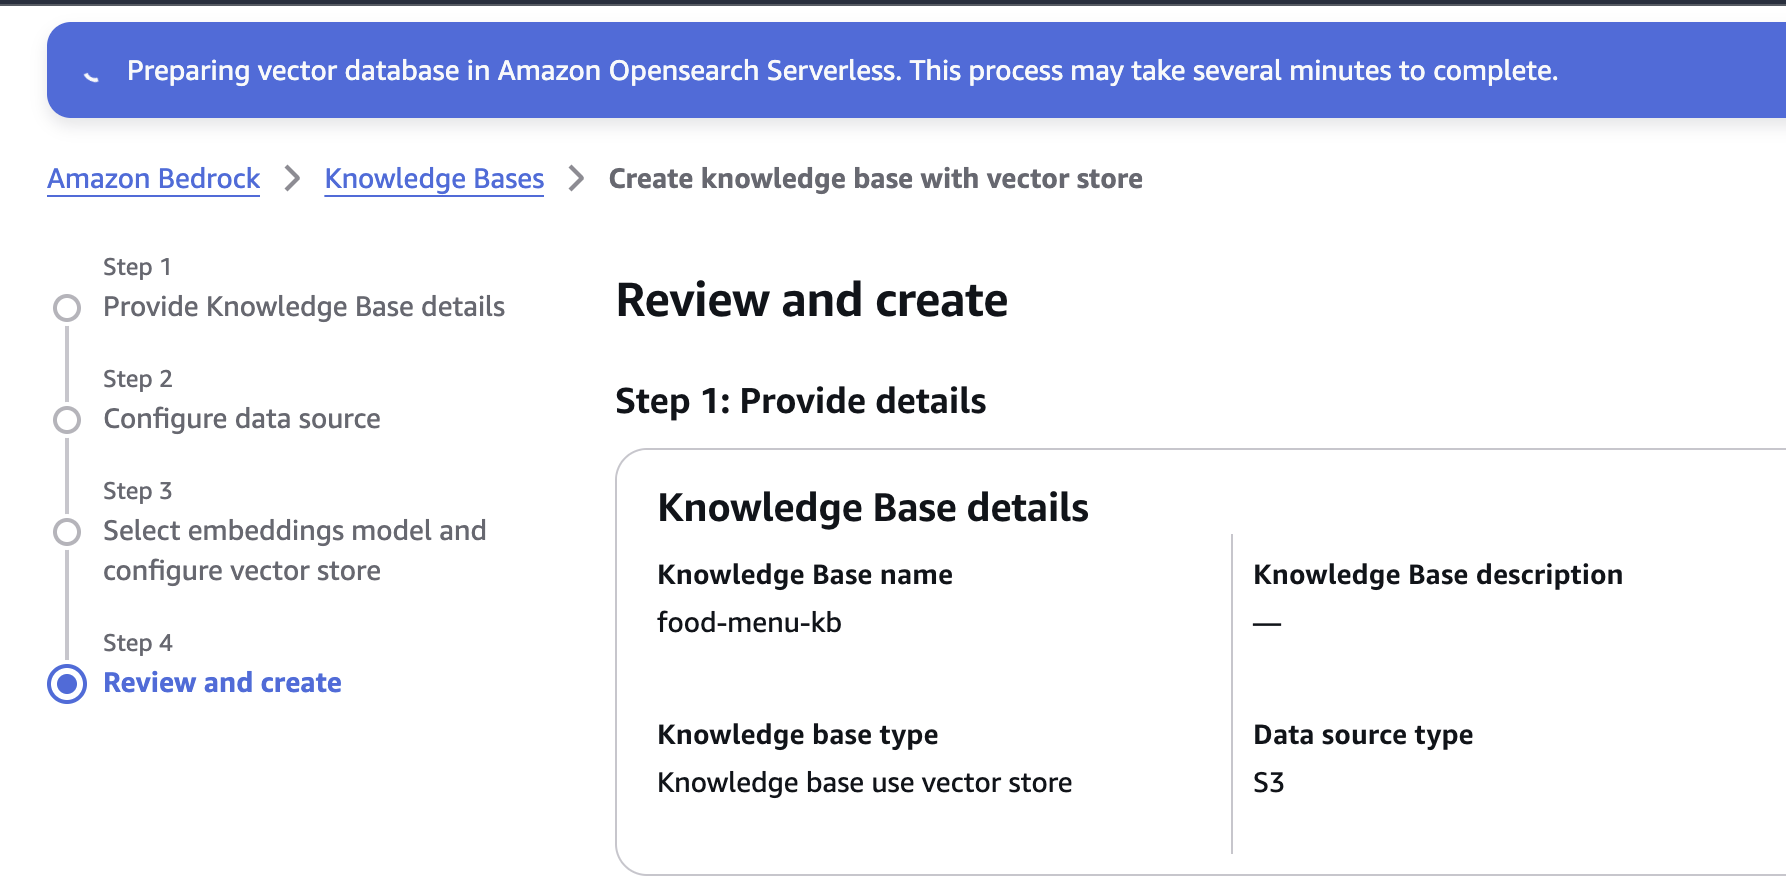 Preparing vector database in Amazon Opensearch Serverless. This process may take several minutes to complete.
Amazon Bedrock > Knowledge Bases > Create knowledge base with vector store
Step 1
Provide Knowledge Base details
Step 2
Configure data source
Step 3
Select embeddings model and
configure vector store
Step 4
Review and create
Review and create
Step 1: Provide details
Knowledge Base details
Knowledge Base name
food-menu-kb
Knowledge Base description
—
Knowledge base type
Knowledge base use vector store
Data source type
S3